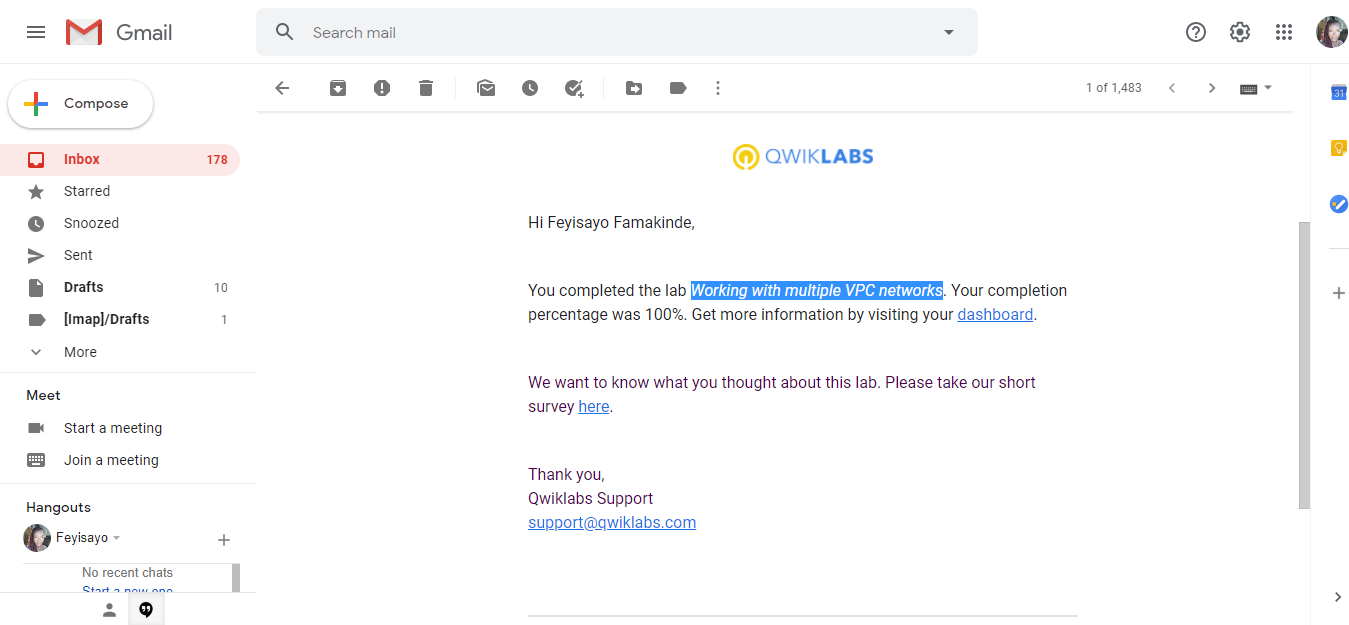 Gmail
Search mail
Compose
1 of 1,483
Inbox 178
Starred
Snoozed
Sent
Drafts 10
[Imap]/Drafts 1
More
Meet
Start a meeting
Join a meeting
Hangouts
Feyisayo
No recent chats
Start a new one
QWIKLABS
Hi Feyisayo Famakinde,
You completed the lab Working with multiple VPC networks. Your completion
percentage was 100%. Get more information by visiting your dashboard.
We want to know what you thought about this lab. Please take our short
survey here.
Thank you,
Qwiklabs Support
support@qwiklabs.com
31